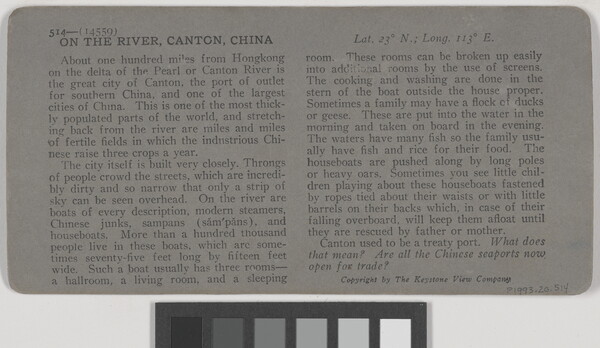 514—(14559)
ON THE RIVER, CANTON, CHINA
About one hundred miles from Hongkong
on the delta of the Pearl or Canton River is
the great city of Canton, the port of outlet
for southern China, and one of the largest
cities of China. This is one of the most thick-
ly populated parts of the world, and stretch-
ing back from the river are miles and miles
of fertile fields in which the industrious Chi-
nese raise three crops a year.
The city itself is built very closely. Throngs
of people crowd the streets, which are incredi-
bly dirty and so narrow that only a strip of
sky can be seen overhead. On the river are
boats of every description, modern steamers,
Chinese junks, sampans (săm'păns), and
houseboats. More than a hundred thousand
people live in these boats, which are some-
times seventy-five feet long by fifteen feet
wide. Such a boat usually has three rooms—
a ballroom, a living room, and a sleeping
Lat. 23° N.; Long. 113° E.
room. These rooms can be broken up easily
into additional rooms by the use of screens.
The cooking and washing are done in the
stern of the boat outside the house proper.
Sometimes a family may have a flock of ducks
or geese. These are put into the water in the
morning and taken on board in the evening.
The waters have many fish so the family usu-
ally have fish and rice for their food. The
houseboats are pushed along by long poles
or heavy oars. Sometimes you see little chil-
dren playing about these houseboats fastened
by ropes tied about their waists or with little
barrels on their backs which, in case of their
falling overboard, will keep them afloat until
they are rescued by father or mother.
Canton used to be a treaty port. What does
that mean? Are all the Chinese seaports now
open for trade?
Copyright by The Keystone View Company
P1993-20-514